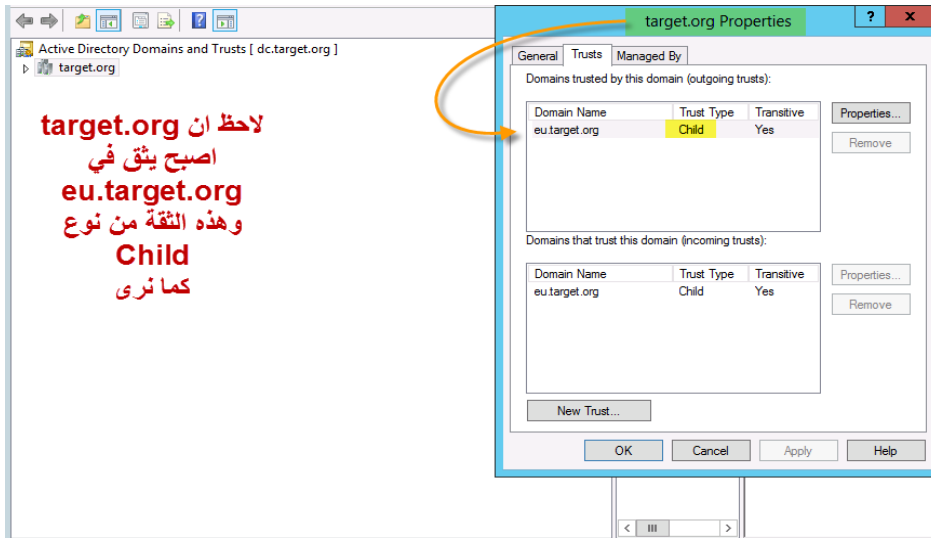 Active Directory Domains and Trusts [ dc.target.org ]
target.org
لاحظ ان target.org
اصبح يثق في
eu.target.org
وهذه الثقة من نوع
Child
كما نرى
target.org Properties
?
x
General
Trusts
Managed By
Domains trusted by this domain (outgoing trusts):
Domain Name Trust Type Transitive
eu.target.org Child Yes
Properties...
Remove
Domains that trust this domain (incoming trusts):
Domain Name Trust Type Transitive
eu.target.org Child Yes
Properties...
Remove
New Trust...
OK
Cancel
Apply
Help